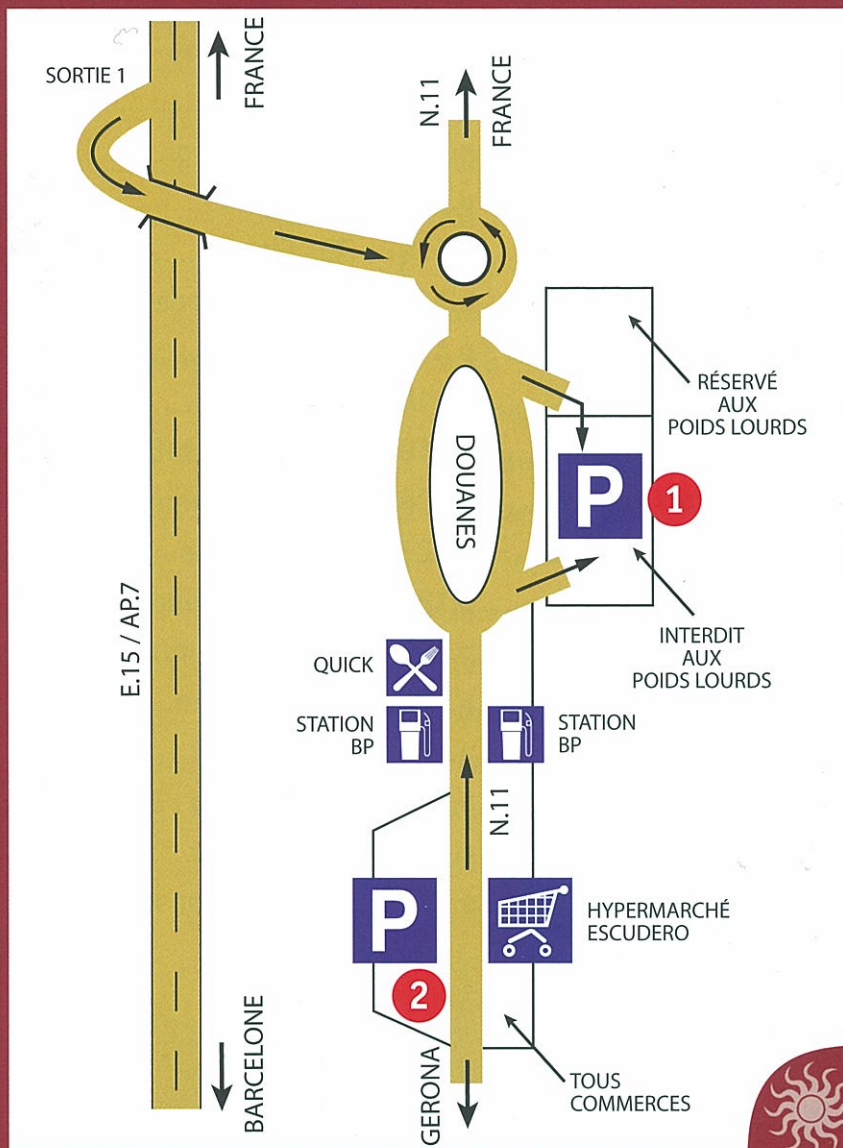 SORTIE 1
FRANCE
N.11
FRANCE
RÉSERVÉ
AUX
POIDS LOURDS
DOUANES
P
1
E.15 / AP.7
INTERDIT
AUX
POIDS LOURDS
QUICK
STATION
BP
STATION
BP
N.11
P
HYPERMARCHÉ
ESCUDERO
2
BARCELONE
GERONA
TOUS
COMMERCES